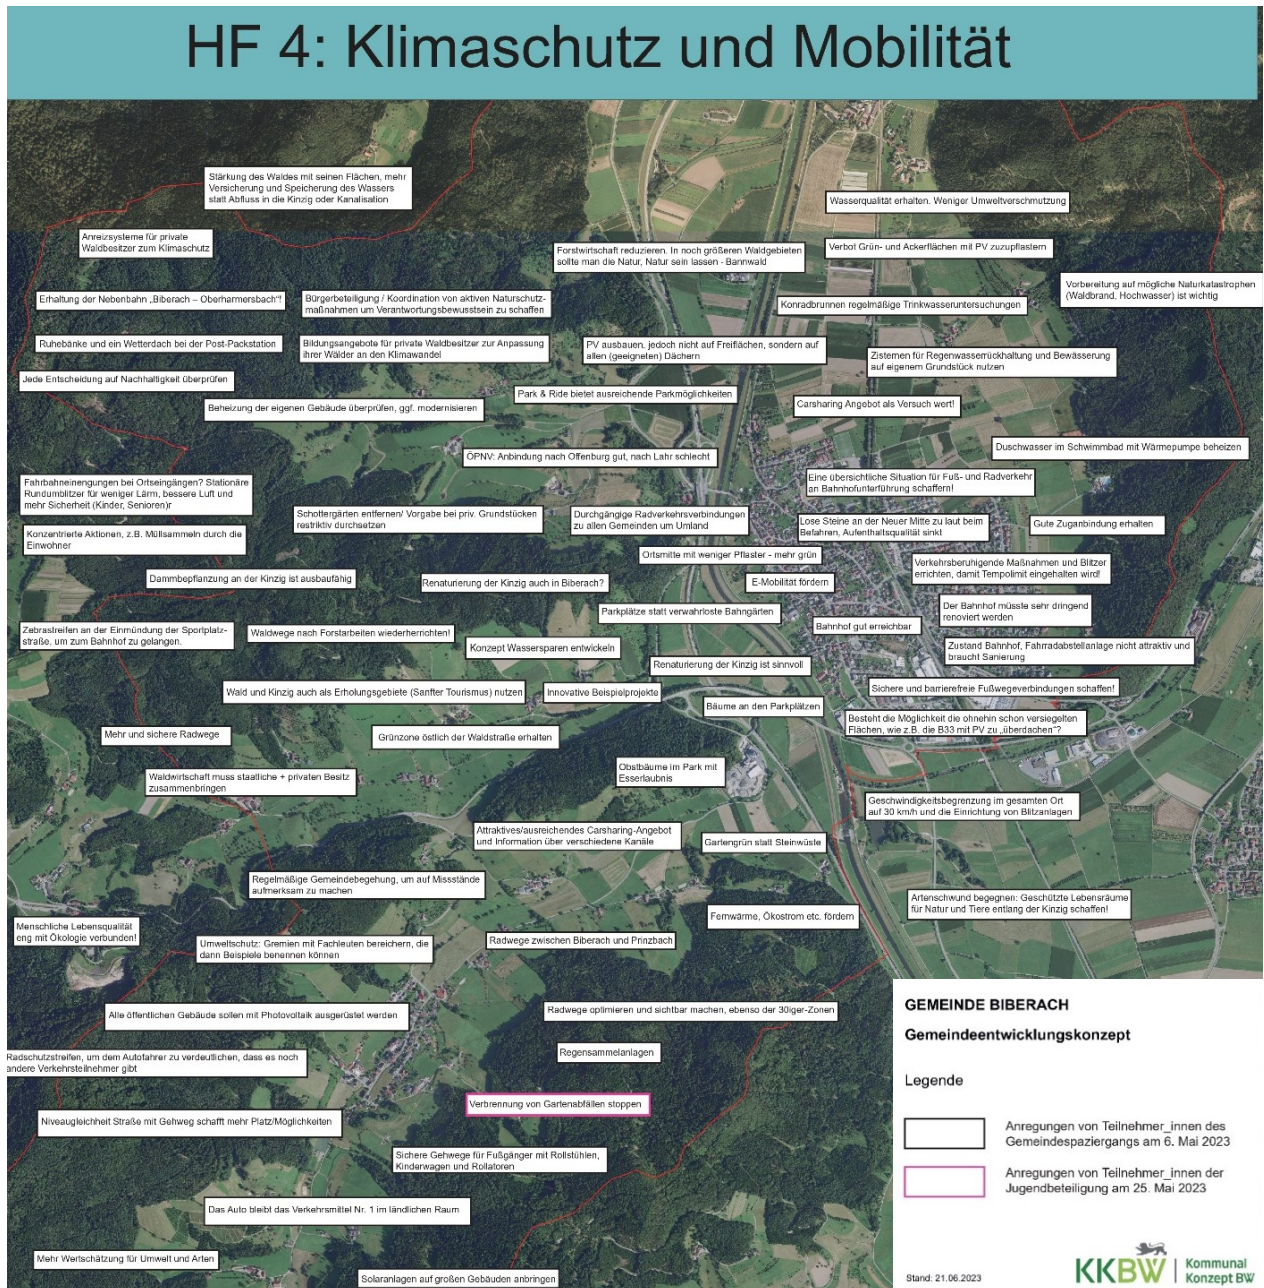 HF 4: Klimaschutz und Mobilität
Stärkung des Waldes mit seinen Flächen, mehr
Versicherung und Speicherung des Wassers
statt Abfluss in die Kinzig oder Kanalisation
Wasserqualität erhalten. Weniger Umweltverschmutzung
Anreizsysteme für private
Waldbesitzer zum Klimaschutz
Forstwirtschaft reduzieren. In noch größeren Waldgebieten
sollte man die Natur, Natur sein lassen - Bannwald
Verbot Grün- und Ackerflächen mit PV zuzupflastern
Vorbereitung auf mögliche Naturkatastrophen
(Waldbrand, Hochwasser) ist wichtig
Erhaltung der Nebenbahn „Biberach – Oberharmersbach“!
Bürgerbeteiligung / Koordination von aktiven Naturschutz-
maßnahmen um Verantwortungsbewusstsein zu schaffen
Konradbrunnen regelmäßige Trinkwasseruntersuchungen
Ruhebänke und ein Wetterdach bei der Post-Packstation
Bildungsangebote für private Waldbesitzer zur Anpassung
ihrer Wälder an den Klimawandel
PV ausbauen, jedoch nicht auf Freiflächen, sondern auf
allen (geeigneten) Dächern
Zisternen für Regenwasserrückhaltung und Bewässerung
auf eigenem Grundstück nutzen
Jede Entscheidung auf Nachhaltigkeit überprüfen
Park & Ride bietet ausreichende Parkmöglichkeiten
Beheizung der eigenen Gebäude überprüfen, ggf. modernisieren
Carsharing Angebot als Versuch wert!
Duschwasser im Schwimmbad mit Wärmepumpe beheizen
ÖPNV: Anbindung nach Offenburg gut, nach Lahr schlecht
Fahrbahneinengungen bei Ortseingängen? Stationäre
Rundumblitzer für weniger Lärm, bessere Luft und
mehr Sicherheit (Kinder, Senioren)r
Eine übersichtliche Situation für Fuß- und Radverkehr
an Bahnhofunterführung schaffern!
Schottergärten entfernen/ Vorgabe bei priv. Grundstücken
restriktiv durchsetzen
Durchgängige Radverkehrsverbindungen
zu allen Gemeinden um Umland
Lose Steine an der Neuer Mitte zu laut beim
Befahren, Aufenthaltsqualität sinkt
Gute Zuganbindung erhalten
Konzentrierte Aktionen, z.B. Müllsammeln durch die
Einwohner
Ortsmitte mit weniger Pflaster - mehr grün
Verkehrsberuhigende Maßnahmen und Blitzer
errichten, damit Tempolimit eingehalten wird!
Dammbepflanzung an der Kinzig ist ausbaufähig
Renaturierung der Kinzig auch in Biberach?
E-Mobilität fördern
Parkplätze statt verwahrloste Bahngärten
Der Bahnhof müsste sehr dringend
renoviert werden
Zebrastreifen an der Einmündung der Sportplatz-
straße, um zum Bahnhof zu gelangen.
Waldwege nach Forstarbeiten wiederherrichten!
Bahnhof gut erreichbar
Konzept Wassersparen entwickeln
Zustand Bahnhof, Fahrradabstellanlage nicht attraktiv und
braucht Sanierung
Renaturierung der Kinzig ist sinnvoll
Wald und Kinzig auch als Erholungsgebiete (Sanfter Tourismus) nutzen
Innovative Beispielprojekte
Sichere und barrierefreie Fußwegeverbindungen schaffen!
Bäume an den Parkplätzen
Besteht die Möglichkeit die ohnehin schon versiegelten
Flächen, wie z.B. die B33 mit PV zu „überdachen“?
Mehr und sichere Radwege
Grünzone östlich der Waldstraße erhalten
Waldwirtschaft muss staatliche + privaten Besitz
zusammenbringen
Obstbäume im Park mit
Esserlaubnis
Geschwindigkeitsbegrenzung im gesamten Ort
auf 30 km/h und die Einrichtung von Blitzanlagen
Attraktives/ausreichendes Carsharing-Angebot
und Information über verschiedene Kanäle
Gartengrün statt Steinwüste
Regelmäßige Gemeindebegehung, um auf Missstände
aufmerksam zu machen
Artenschwund begegnen: Geschützte Lebensräume
für Natur und Tiere entlang der Kinzig schaffen!
Menschliche Lebensqualität
eng mit Ökologie verbunden!
Fernwärme, Ökostrom etc. fördern
Umweltschutz: Gremien mit Fachleuten bereichern, die
dann Beispiele benennen können
Radwege zwischen Biberach und Prinzbach
Alle öffentlichen Gebäude sollen mit Photovoltaik ausgerüstet werden
Radwege optimieren und sichtbar machen, ebenso der 30iger-Zonen
Radschutzstreifen, um dem Autofahrer zu verdeutlichen, dass es noch
andere Verkehrsteilnehmer gibt
Regensammelanlagen
Verbrennung von Gartenabfällen stoppen
Niveaugleichheit Straße mit Gehweg schafft mehr Platz/Möglichkeiten
Sichere Gehwege für Fußgänger mit Rollstühlen,
Kinderwagen und Rollatoren
Das Auto bleibt das Verkehrsmittel Nr. 1 im ländlichen Raum
Mehr Wertschätzung für Umwelt und Arten
Solaranlagen auf großen Gebäuden anbringen
GEMEINDE BIBERACH
Gemeindeentwicklungskonzept
Legende
Anregungen von Teilnehmer_innen des
Gemeindespaziergangs am 6. Mai 2023
Anregungen von Teilnehmer_innen der
Jugendbeteiligung am 25. Mai 2023
Stand: 21.06.2023
KKBW
Kommunal
Konzept BW